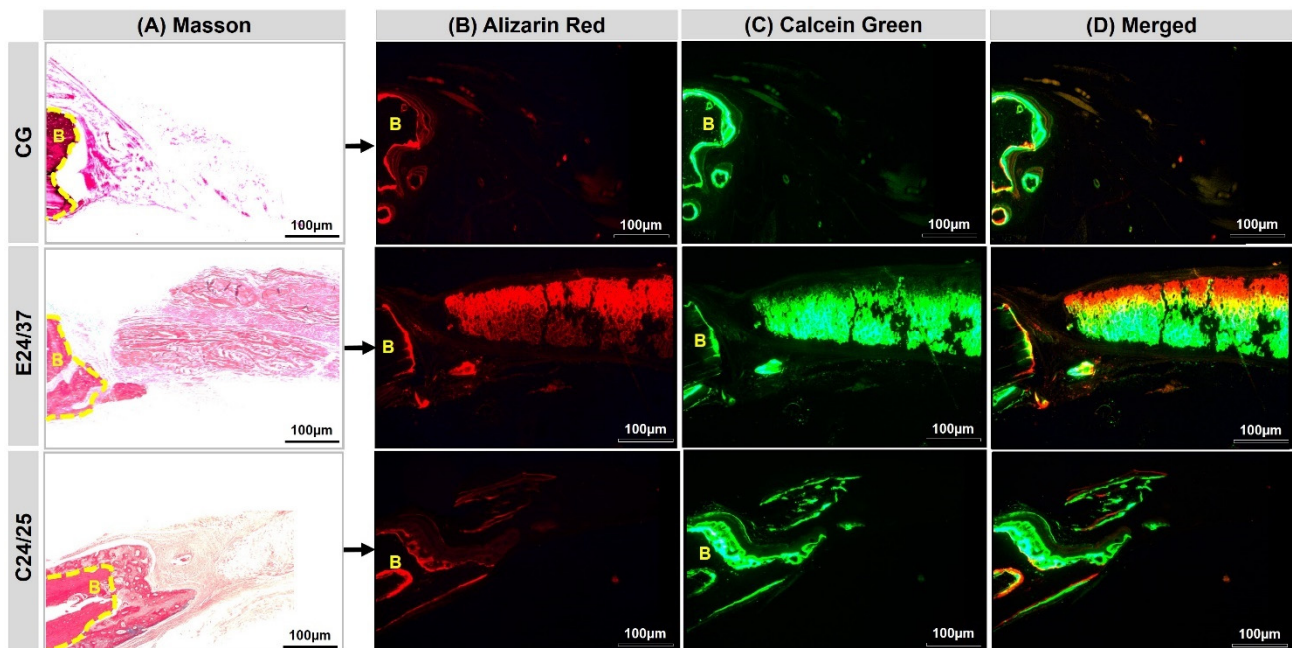 (A) Masson
(B) Alizarin Red
(C) Calcein Green
(D) Merged
CG
B
100µm
B
100µm
B
100µm
100µm
E24/37
B
100µm
B
100µm
B
100µm
100µm
C24/25
B
100µm
B
100µm
B
100µm
100µm